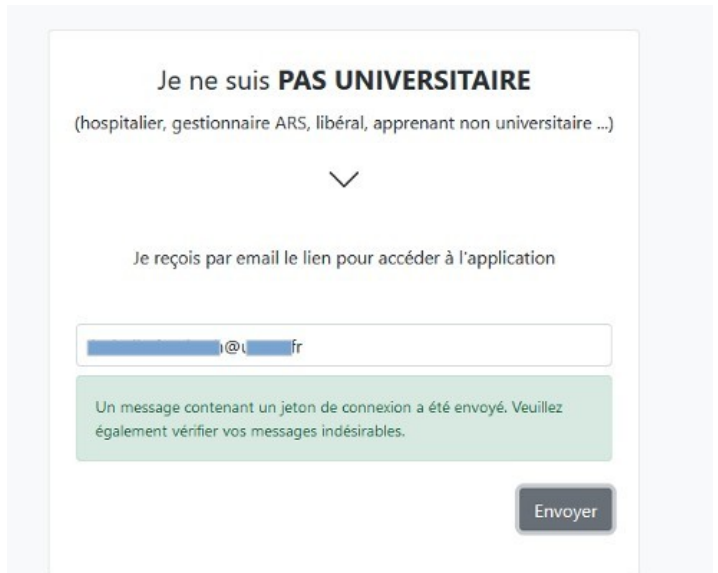 Je ne suis PAS UNIVERSITAIRE
(hospitalier, gestionnaire ARS, libéral, apprenant non universitaire ...)
Je reçois par email le lien pour accéder à l'application
@u fr
Un message contenant un jeton de connexion a été envoyé. Veuillez
également vérifier vos messages indésirables.
Envoyer